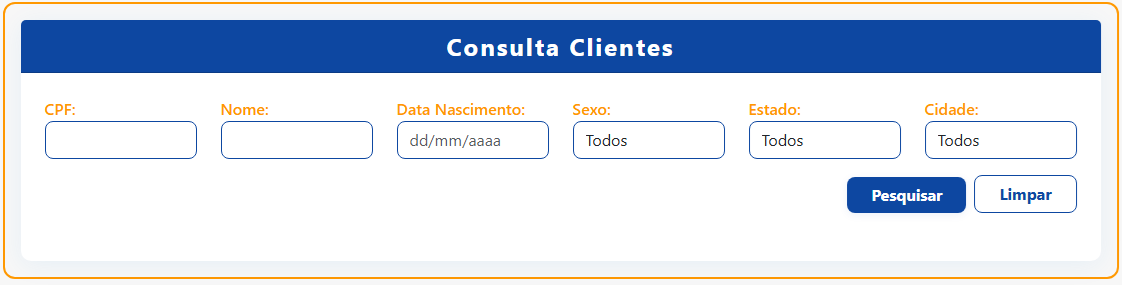 Consulta Clientes
CPF: Nome: Data Nascimento: Sexo: Estado: Cidade:
dd/mm/aaaa Todos Todos Todos
Pesquisar Limpar